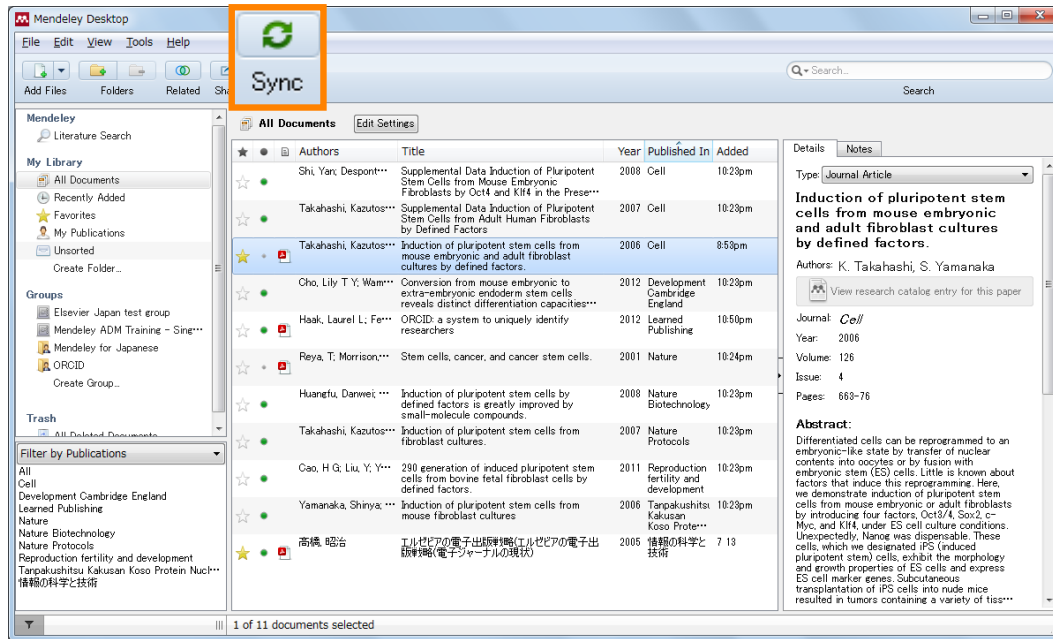 Mendeley Desktop
File Edit View Tools Help
Sync
Add Files Folders Related Sha
Search...
Search
Mendeley
Literature Search
My Library
All Documents
Recently Added
Favorites
My Publications
Unsorted
Create Folder...
Groups
Elsevier Japan test group
Mendeley ADM Training - Sing···
Mendeley for Japanese
ORCID
Create Group...
Trash
All Deleted Documents
Filter by Publications
All
Cell
Development Cambridge England
Learned Publishing
Nature
Nature Biotechnology
Nature Protocols
Reproduction fertility and development
Tanpakushitsu Kakusan Koso Protein Nucl···
情報の科学と技術
All Documents Edit Settings
Authors Title Year Published In Added
Shi, Yan; Despont··· Supplemental Data Induction of Pluripotent 2008 Cell 10:23pm
Stem Cells from Mouse Embryonic
Fibroblasts by Oct4 and Klf4 in the Prese···
Takahashi, Kazutos··· Supplemental Data Induction of Pluripotent 2007 Cell 10:23pm
Stem Cells from Adult Human Fibroblasts
by Defined Factors
Takahashi, Kazutos··· Induction of pluripotent stem cells from 2006 Cell 8:53pm
mouse embryonic and adult fibroblast
cultures by defined factors.
Cho, Lily T Y; Wam··· Conversion from mouse embryonic to 2012 Development 10:23pm
extra-embryonic endoderm stem cells Cambridge
reveals distinct differentiation capacities··· England
Haak, Laurel L; Fe··· ORCID: a system to uniquely identify 2012 Learned 10:50pm
researchers Publishing
Reya, T; Morrison,··· Stem cells, cancer, and cancer stem cells. 2001 Nature 10:24pm
Huangfu, Danwei; ··· Induction of pluripotent stem cells by 2008 Nature 10:23pm
defined factors is greatly improved by Biotechnology
small-molecule compounds.
Takahashi, Kazutos··· Induction of pluripotent stem cells from 2007 Nature 10:23pm
fibroblast cultures. Protocols
Cao, H G; Liu, Y; Y··· 290 generation of induced pluripotent stem 2011 Reproduction 10:23pm
cells from bovine fetal fibroblast cells by fertility and
defined factors. development
Yamanaka, Shinya; ··· Induction of pluripotent stem cells from 2006 Tanpakushitsu 10:23pm
mouse fibroblast cultures Kakusan
Koso Prote···
高橋, 昭治 エルゼビアの電子出版戦略(エルゼビアの電子出 2005 情報の科学と 7 13
版戦略(電子ジャーナルの現状) 技術
1 of 11 documents selected
Details Notes
Type: Journal Article
Induction of pluripotent stem
cells from mouse embryonic
and adult fibroblast cultures
by defined factors.
Authors: K. Takahashi, S. Yamanaka
View research catalog entry for this paper
Journal: Cell
Year: 2006
Volume: 126
Issue: 4
Pages: 663-76
Abstract:
Differentiated cells can be reprogrammed to an
embryonic-like state by transfer of nuclear
contents into oocytes or by fusion with
embryonic stem (ES) cells. Little is known about
factors that induce this reprogramming. Here,
we demonstrate induction of pluripotent stem
cells from mouse embryonic or adult fibroblasts
by introducing four factors, Oct3/4, Sox2, c-
Myc, and Klf4, under ES cell culture conditions.
Unexpectedly, Nanog was dispensable. These
cells, which we designated iPS (induced
pluripotent stem) cells, exhibit the morphology
and growth properties of ES cells and express
ES cell marker genes. Subcutaneous
transplantation of iPS cells into nude mice
resulted in tumors containing a variety of tiss···